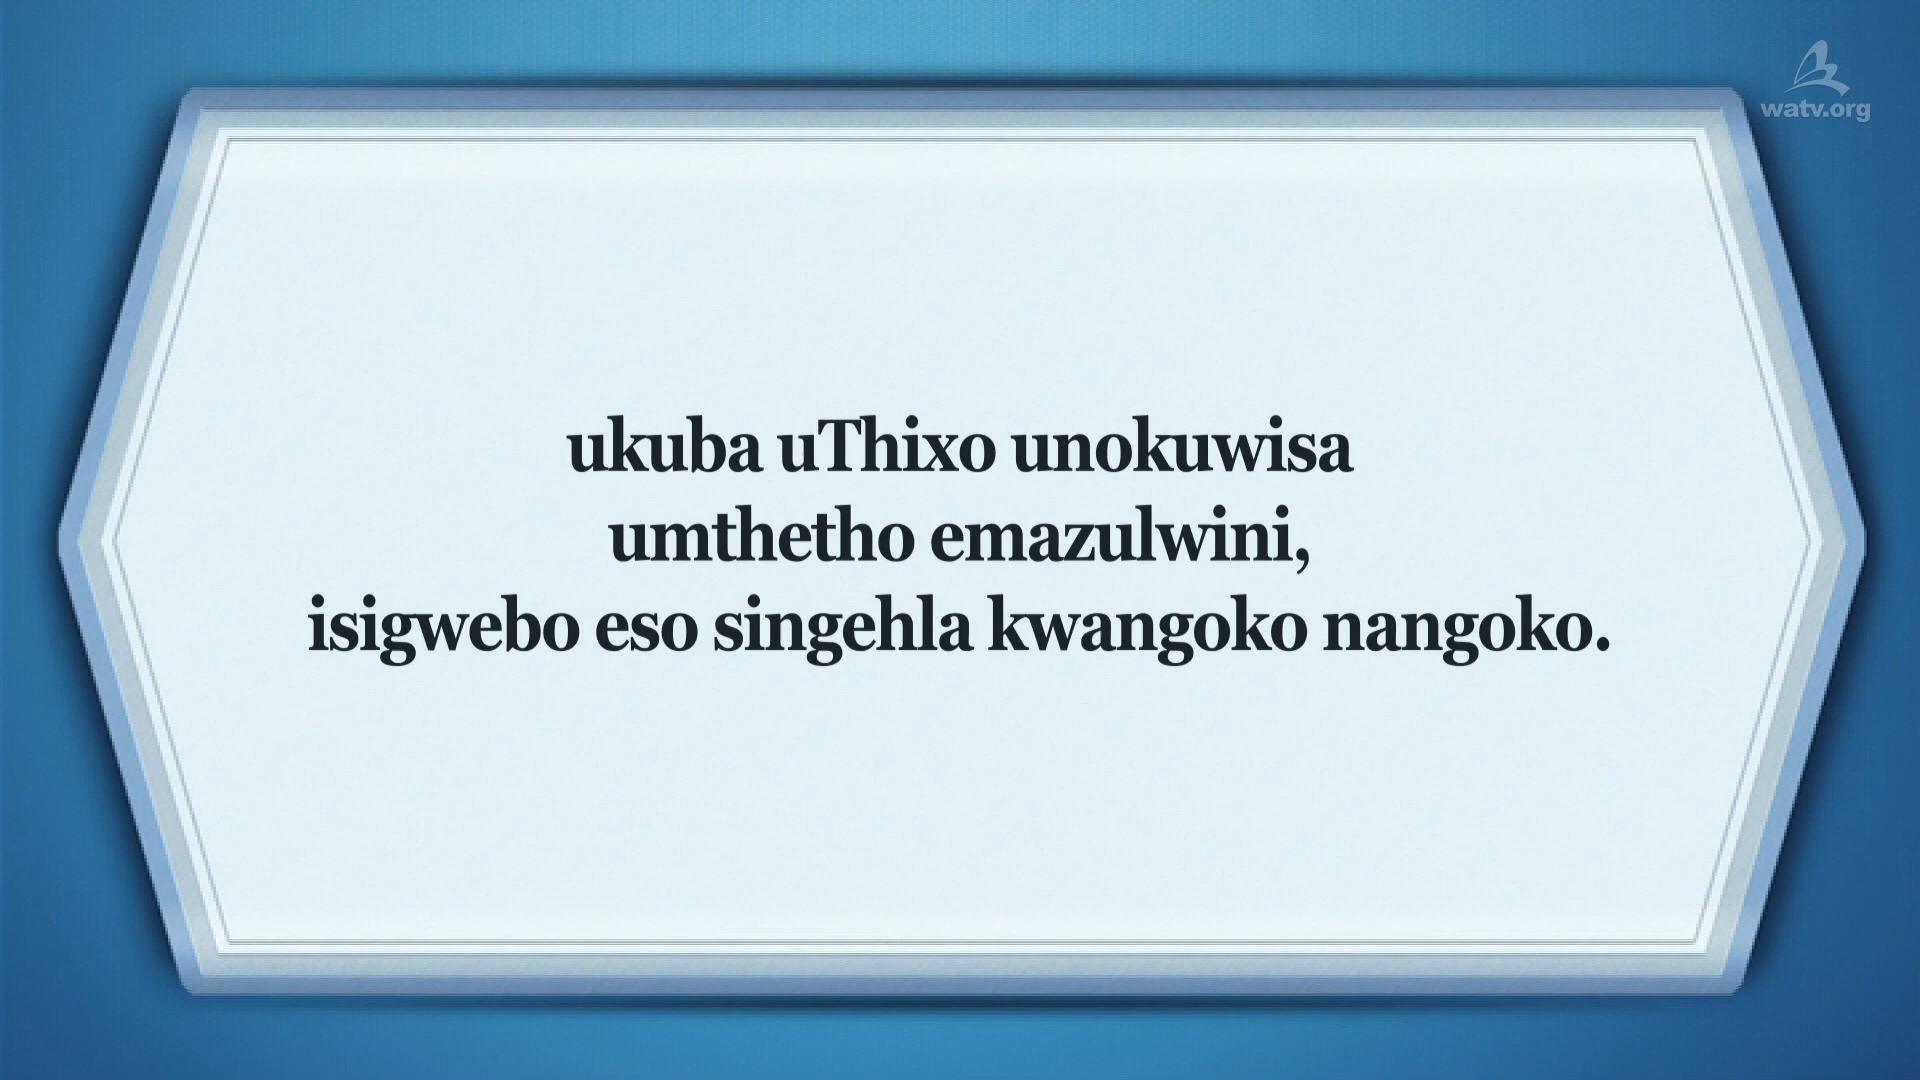 watv.org
ukuba uThixo unokuwisa
umthetho emazulwini,
isigwebo eso singehla kwangoko nangoko.